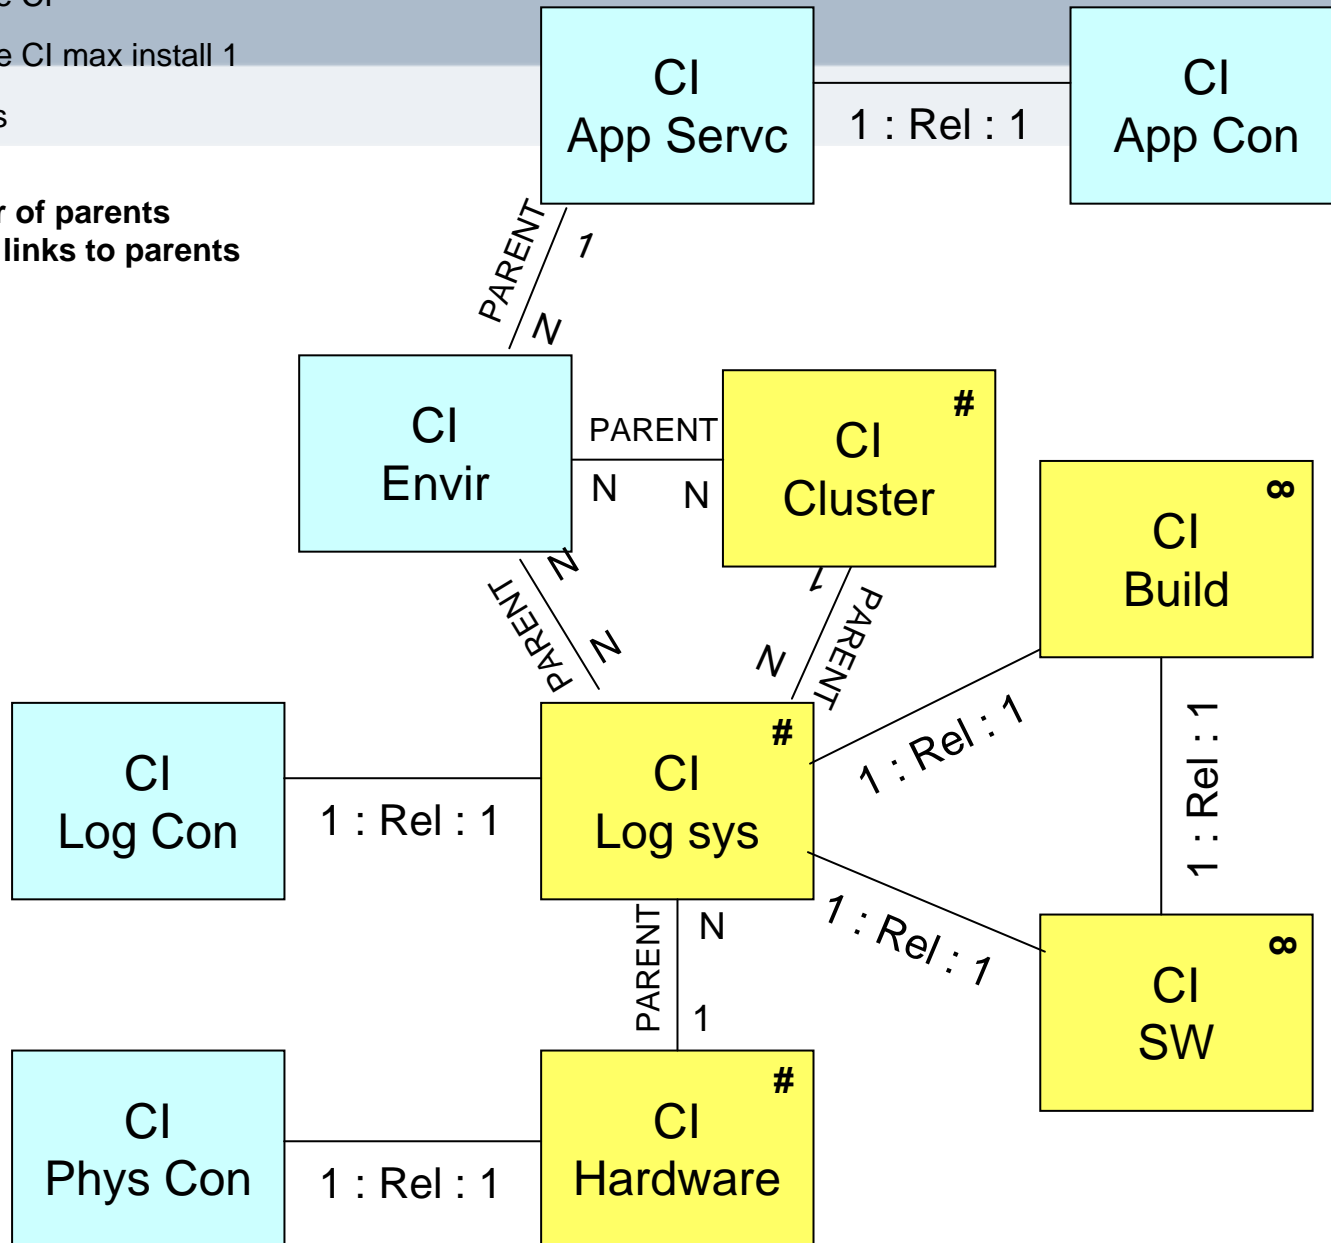 e CI
e CI max install 1
s
r of parents
links to parents
CI
App Servc
1 : Rel : 1
CI
App Con
PARENT
1
N
CI
Envir
PARENT
N
N
#
CI
Cluster
8
CI
Build
N
PARENT
N
1
PARENT
N
1 : Rel : 1
1 : Rel : 1
CI
Log Con
1 : Rel : 1
#
CI
Log sys
1 : Rel : 1
PARENT
N
1
8
CI
SW
CI
Phys Con
1 : Rel : 1
#
CI
Hardware